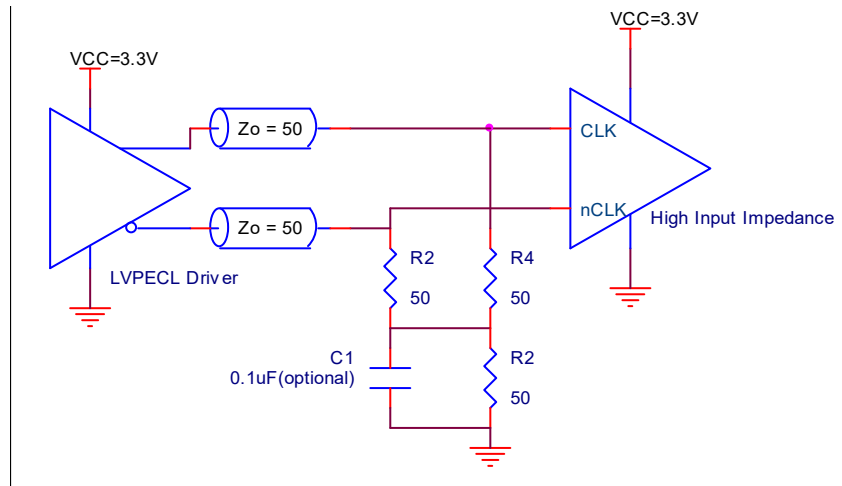 VCC=3.3V
VCC=3.3V
Zo = 50
CLK
Zo = 50
nCLK
High Input Impedance
LVPECL Driver
R2
50
R4
50
C1
0.1uF(optional)
R2
50